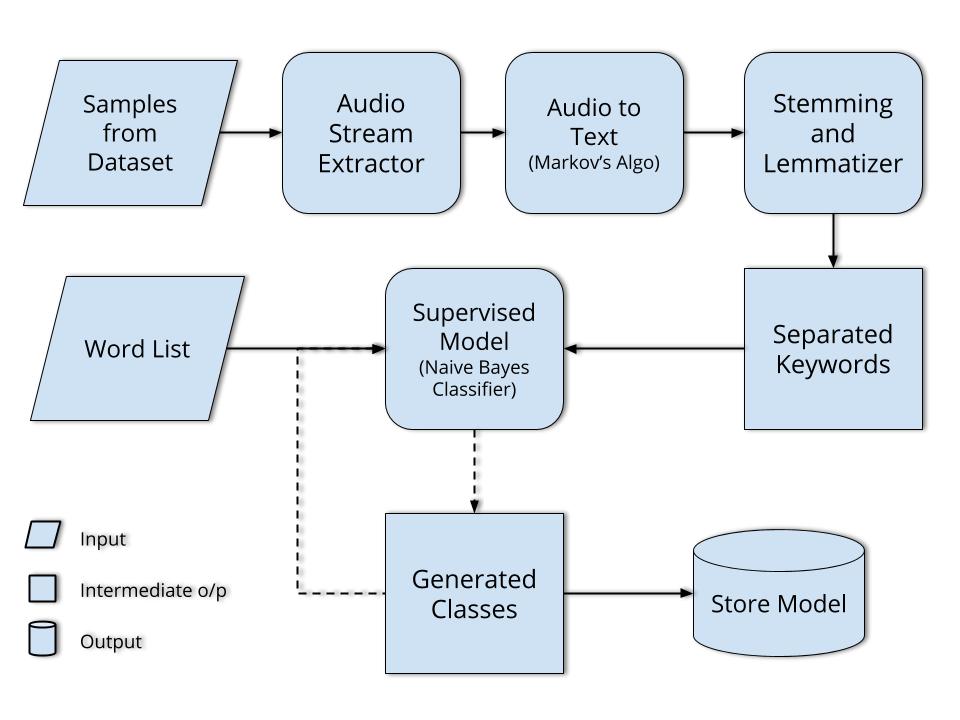 Samples
from
Dataset
Audio
Stream
Extractor
Audio to
Text
(Markov's Algo)
Stemming
and
Lemmatizer
Word List
Supervised
Model
(Naive Bayes
Classifier)
Separated
Keywords
Generated
Classes
Store Model
Input
Intermediate o/p
Output